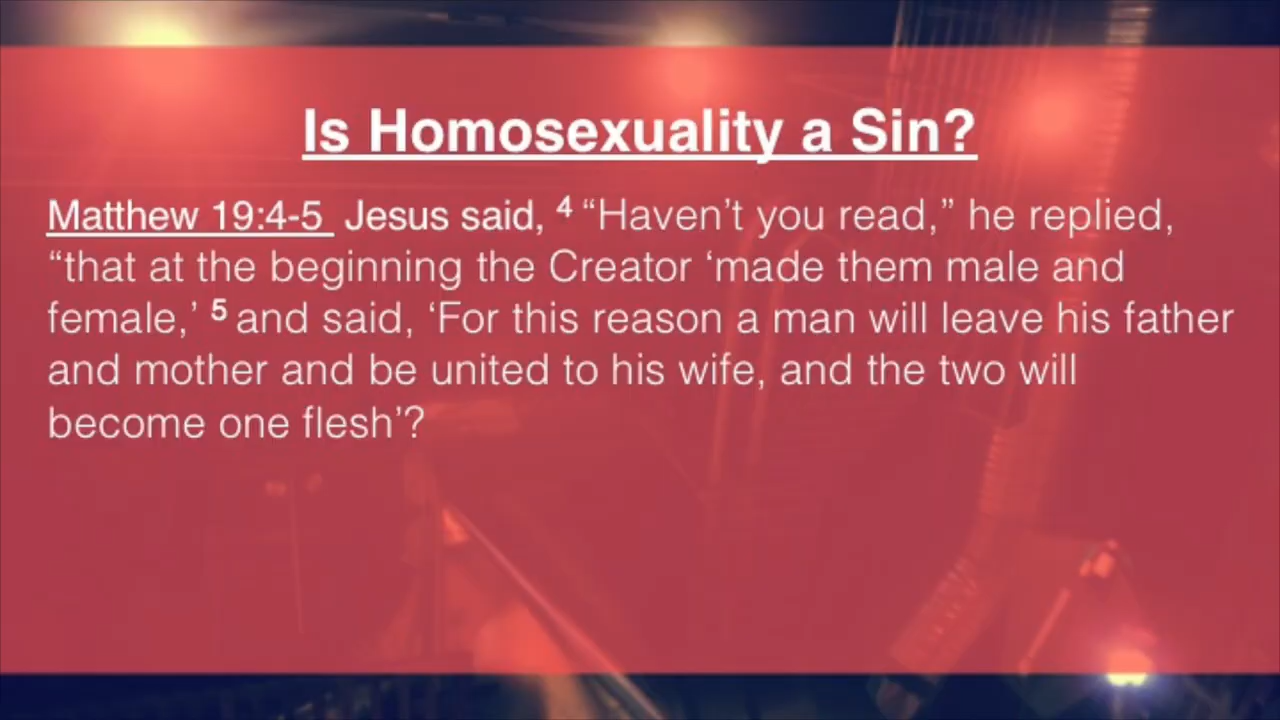 Is Homosexuality a Sin?
Matthew 19:4-5 Jesus said, 4 “Haven’t you read,” he replied,
“that at the beginning the Creator ‘made them male and
female,’ 5 and said, ‘For this reason a man will leave his father
and mother and be united to his wife, and the two will
become one flesh’?